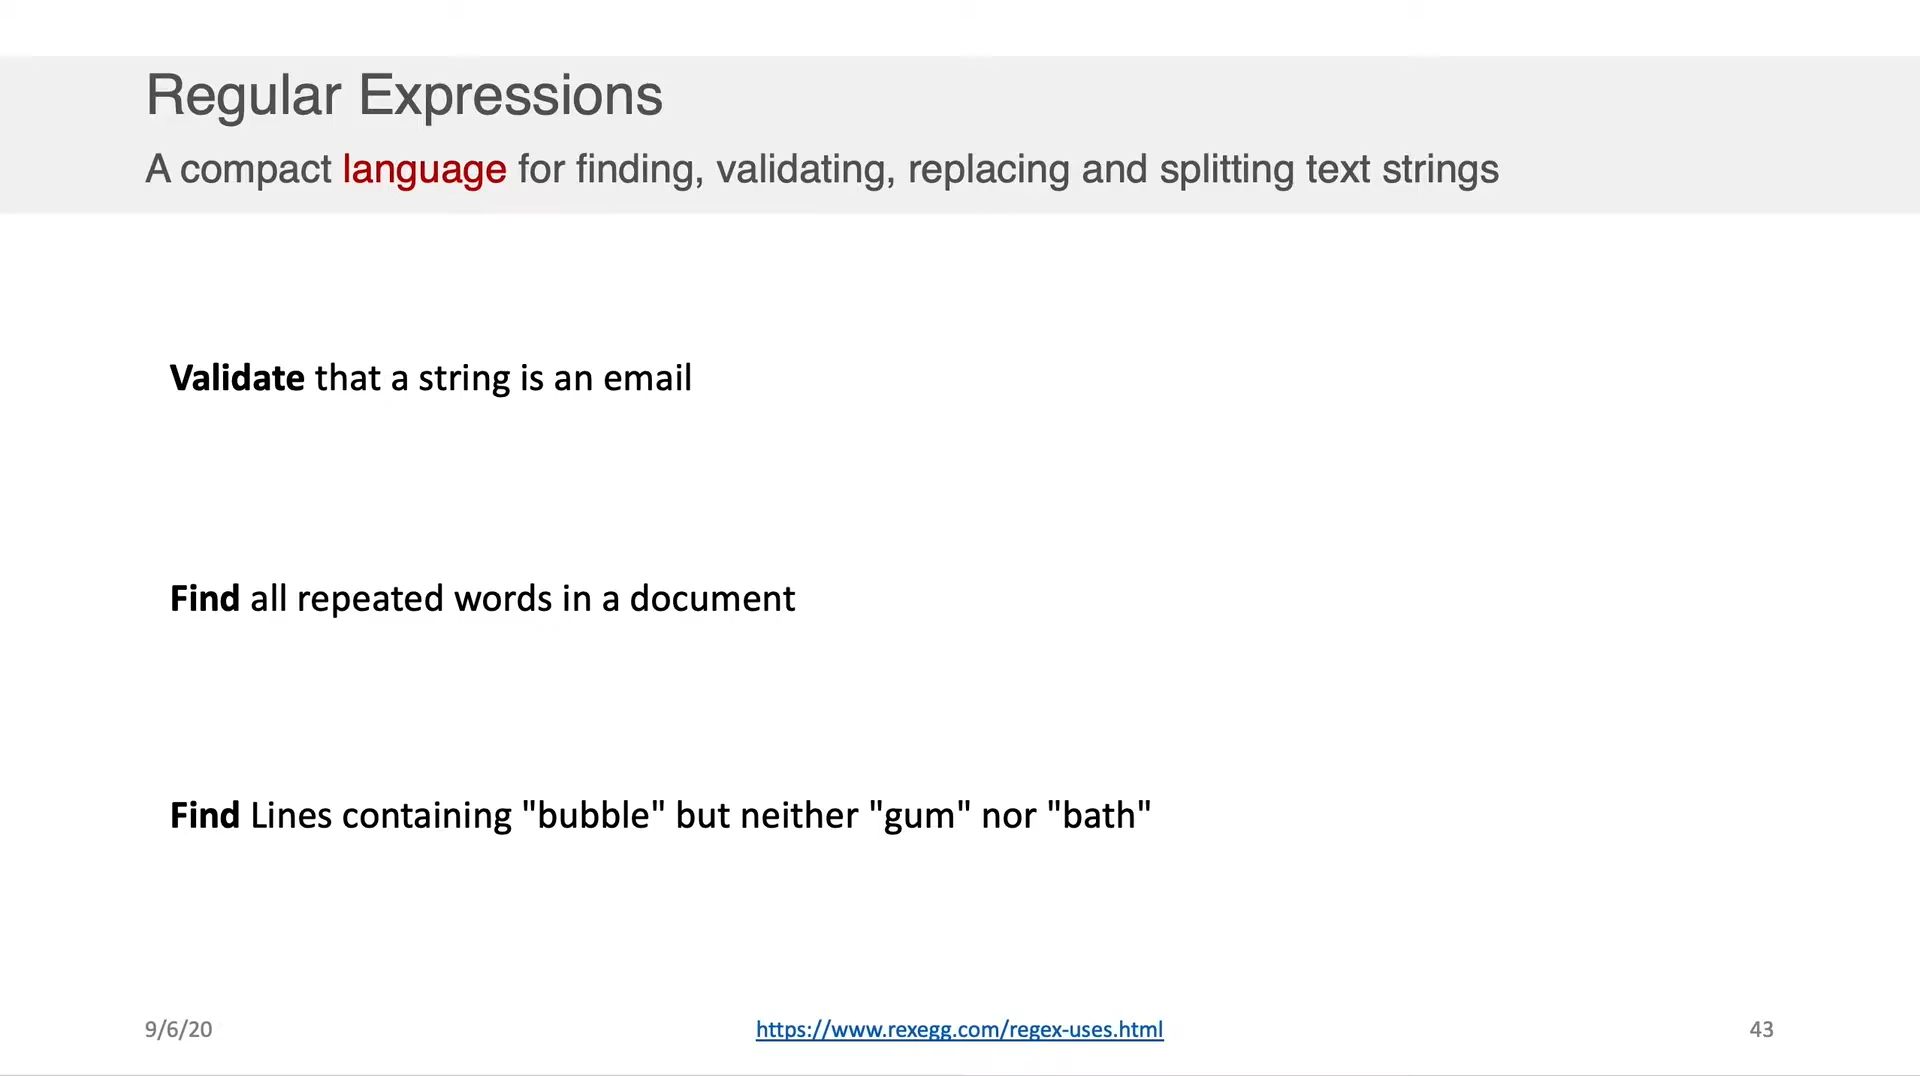 Regular Expressions
A compact language for finding, validating, replacing and splitting text strings
Validate that a string is an email
Find all repeated words in a document
Find Lines containing "bubble" but neither "gum" nor "bath"
9/6/20
https://www.rexegg.com/regex-uses.html
43